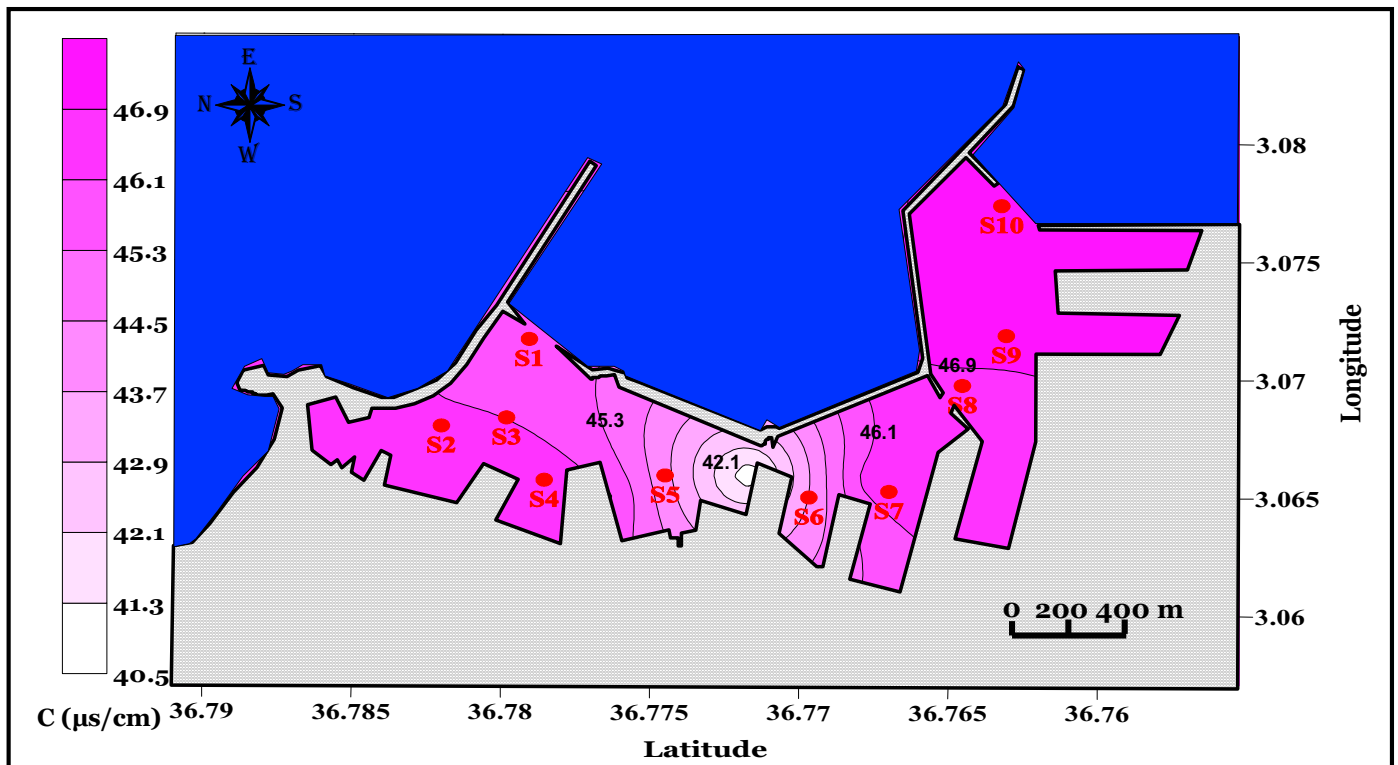 E
N S
W
46.9
46.1
45.3
44.5
43.7
42.9
42.1
41.3
40.5
C (µs/cm)
S10
S1
S9
46.9
S8
45.3
S2
S3
46.1
42.1
S4
S5
S6
S7
3.08
3.075
3.07
3.065
3.06
Longitude
0 200 400 m
36.79 36.785 36.78 36.775 36.77 36.765 36.76
Latitude